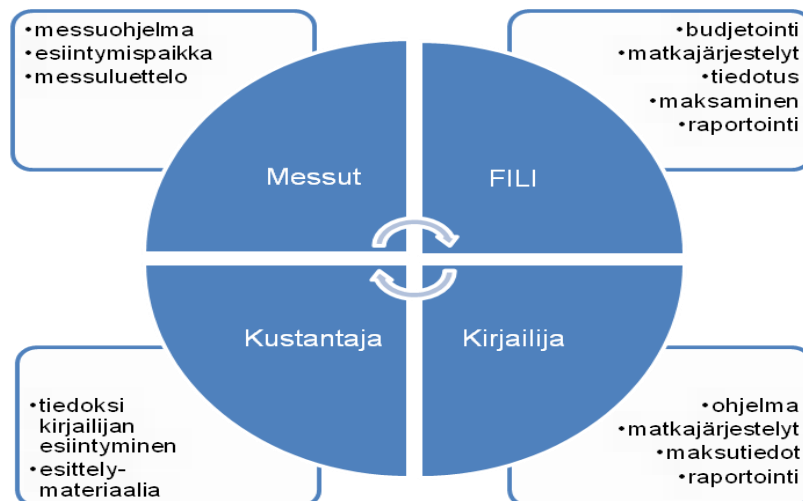 •messuohjelma
•esiintymispaikka
•messuluettelo
•budjetointi
•matkajärjestelyt
•tiedotus
•maksaminen
•raportointi
Messut
FILI
Kustantaja
Kirjailija
•tiedoksi
kirjailijan
esiintyminen
•esittely-
materiaalia
•ohjelma
•matkajärjestelyt
•maksutiedot
•raportointi